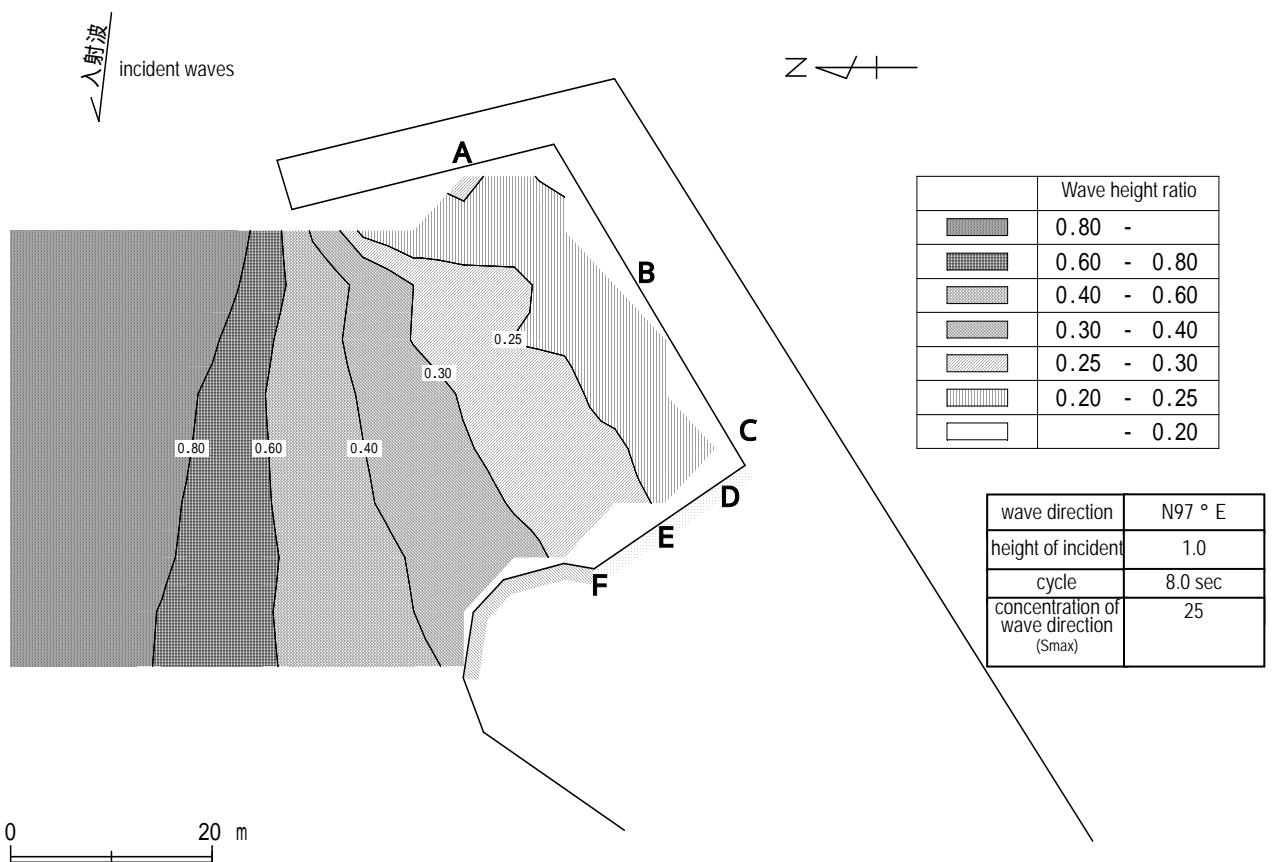 入射波
incident waves
N
A
B
C
D
E
F
0.25
0.30
0.80
0.60
0.40
Wave height ratio
0.80 -
0.60 - 0.80
0.40 - 0.60
0.30 - 0.40
0.25 - 0.30
0.20 - 0.25
- 0.20
wave direction N97 ° E
height of incident 1.0
cycle 8.0 sec
concentration of 25
wave direction
(Smax)
0 20 m